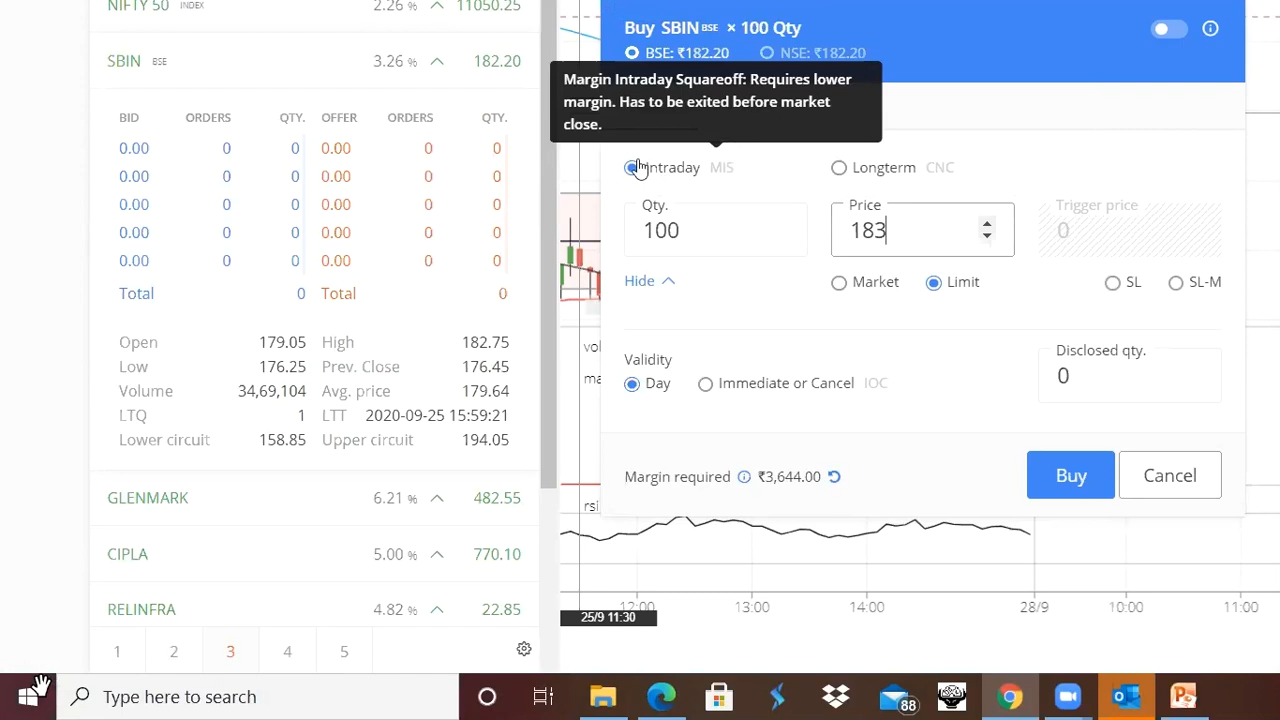 NIFTY 50 INDEX 2.26 % 11050.25
SBIN BSE 3.26 % 182.20
BID ORDERS QTY. OFFER ORDERS QTY.
0.00 0 0 0.00 0 0
0.00 0 0 0.00 0 0
0.00 0 0 0.00 0 0
0.00 0 0 0.00 0 0
0.00 0 0 0.00 0 0
Total 0 Total 0
Open 179.05 High 182.75
Low 176.25 Prev. Close 176.45
Volume 34,69,104 Avg. price 179.64
LTQ 1 LTT 2020-09-25 15:59:21
Lower circuit 158.85 Upper circuit 194.05
GLENMARK 6.21 % 482.55
CIPLA 5.00 % 770.10
RELINFRA 4.82 % 22.85
1 2 3 4 5
Buy SBIN BSE × 100 Qty
BSE: ₹182.20 NSE: ₹182.20
Margin Intraday Squareoff: Requires lower
margin. Has to be exited before market
close.
Intraday MIS Longterm CNC
Qty. Price Trigger price
100 183 0
Hide Market Limit SL SL-M
Validity Disclosed qty.
Day Immediate or Cancel IOC 0
Margin required ₹3,644.00 Buy Cancel
vol
ma
rsi
12:00 13:00 14:00 28/9 10:00 11:00
25/9 11:30
Type here to search
88